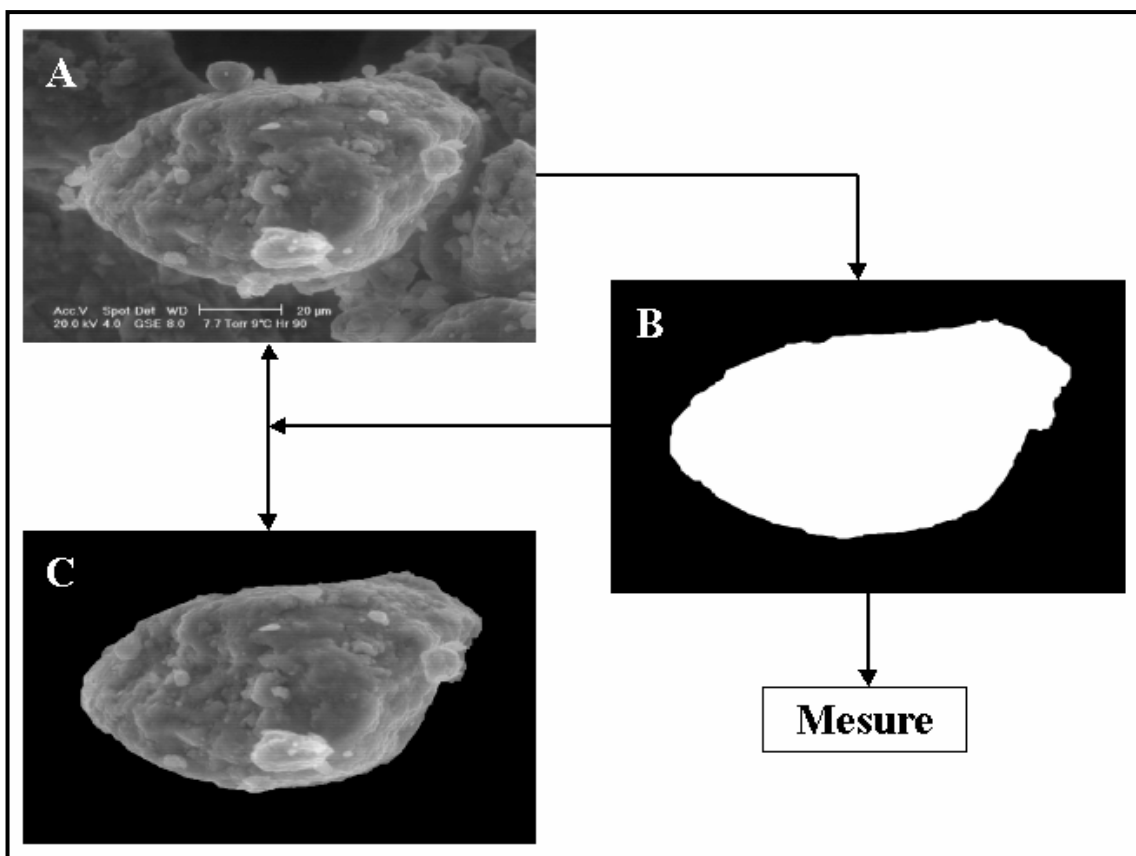 A
Acc.V Spot Det WD 20 µm
20.0 kV 4.0 GSE 8.0 7.7 Torr 9°C Hr 90
B
C
Mesure